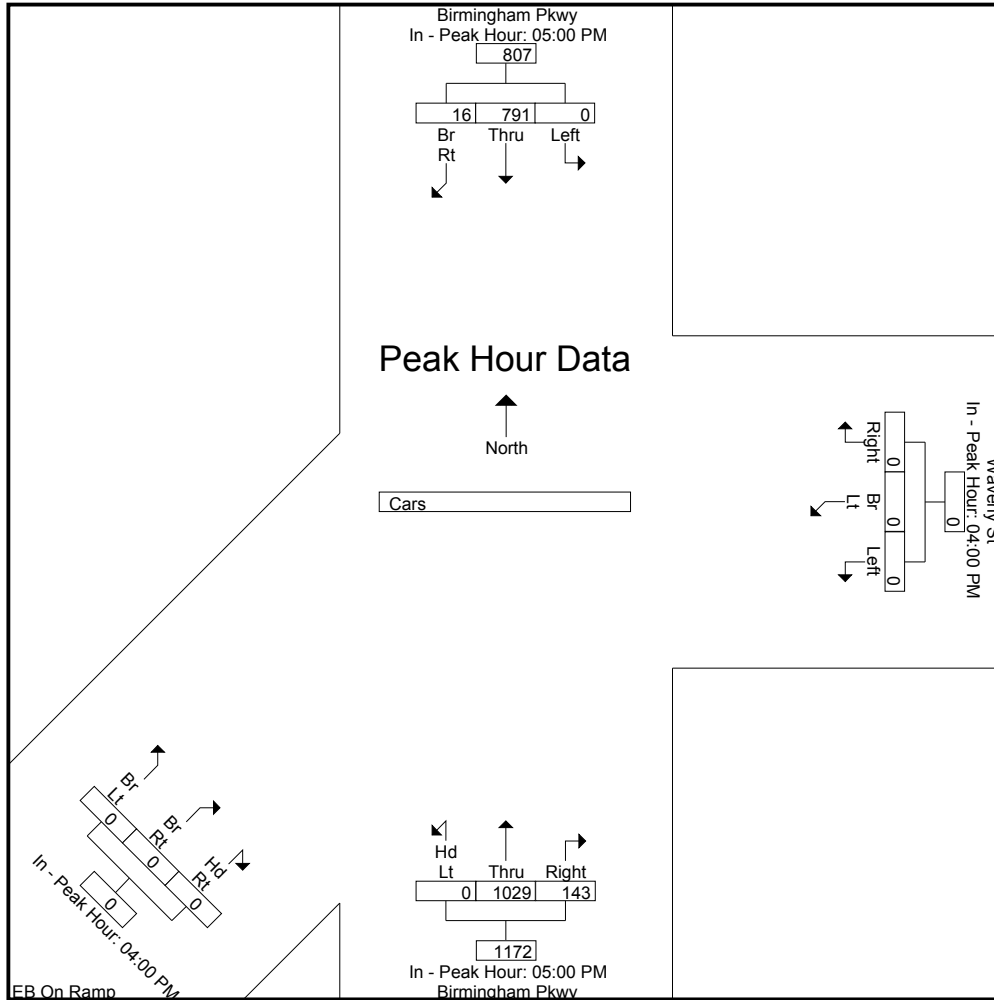 Birmingham Pkwy
In - Peak Hour: 05:00 PM
807
16 791 0
Br Thru Left
Rt
Peak Hour Data
North
Cars
Waverly St
In - Peak Hour: 04:00 PM
0
Right Br Left
Lt
0 0 0
Br
Lt
Br
Rt
Hd
Rt
0 0 0
0
In - Peak Hour: 04:00 PM
EB On Ramp
Hd
Lt Thru Right
0 1029 143
1172
In - Peak Hour: 05:00 PM
Birmingham Pkwy